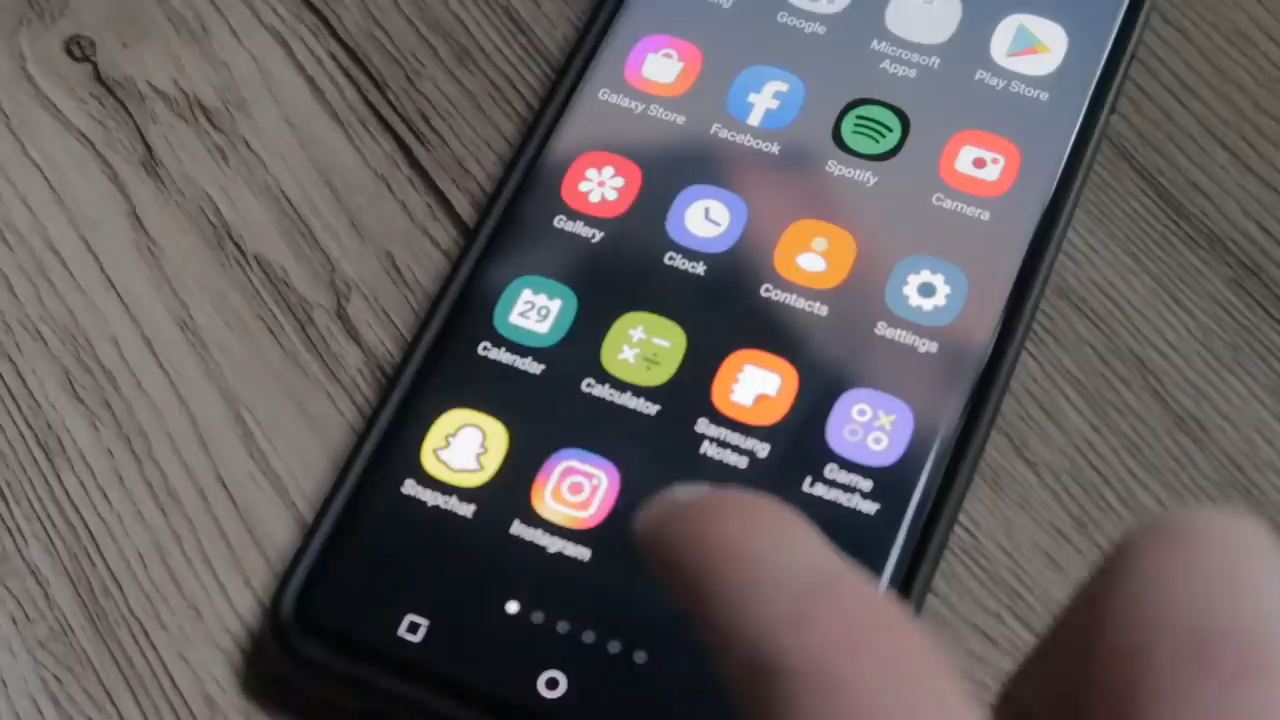 Google
Microsoft
Apps
Play Store
Galaxy Store
Facebook
Spotify
Camera
Gallery
Clock
Contacts
Settings
29
Calendar
Calculator
Samsung
Notes
Game
Launcher
Snapchat
Instagram